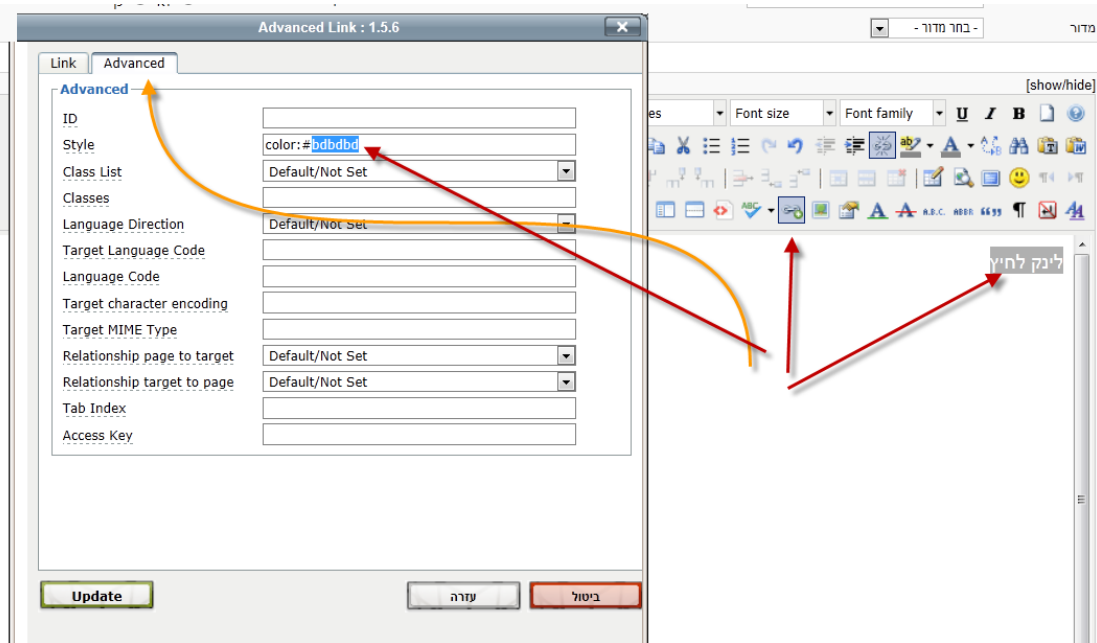 Advanced Link : 1.5.6
Link
Advanced
Advanced
ID
Style
color:#bdbdbd
Class List
Default/Not Set
Classes
Language Direction
Default/Not Set
Target Language Code
Language Code
Target character encoding
Target MIME Type
Relationship page to target
Default/Not Set
Relationship target to page
Default/Not Set
Tab Index
Access Key
Update
עזרה
ביטול
מדור
- בחר מדור -
[show/hide]
es
Font size
Font family
U I B
ABC
A.B.C.
לינק לחיץ